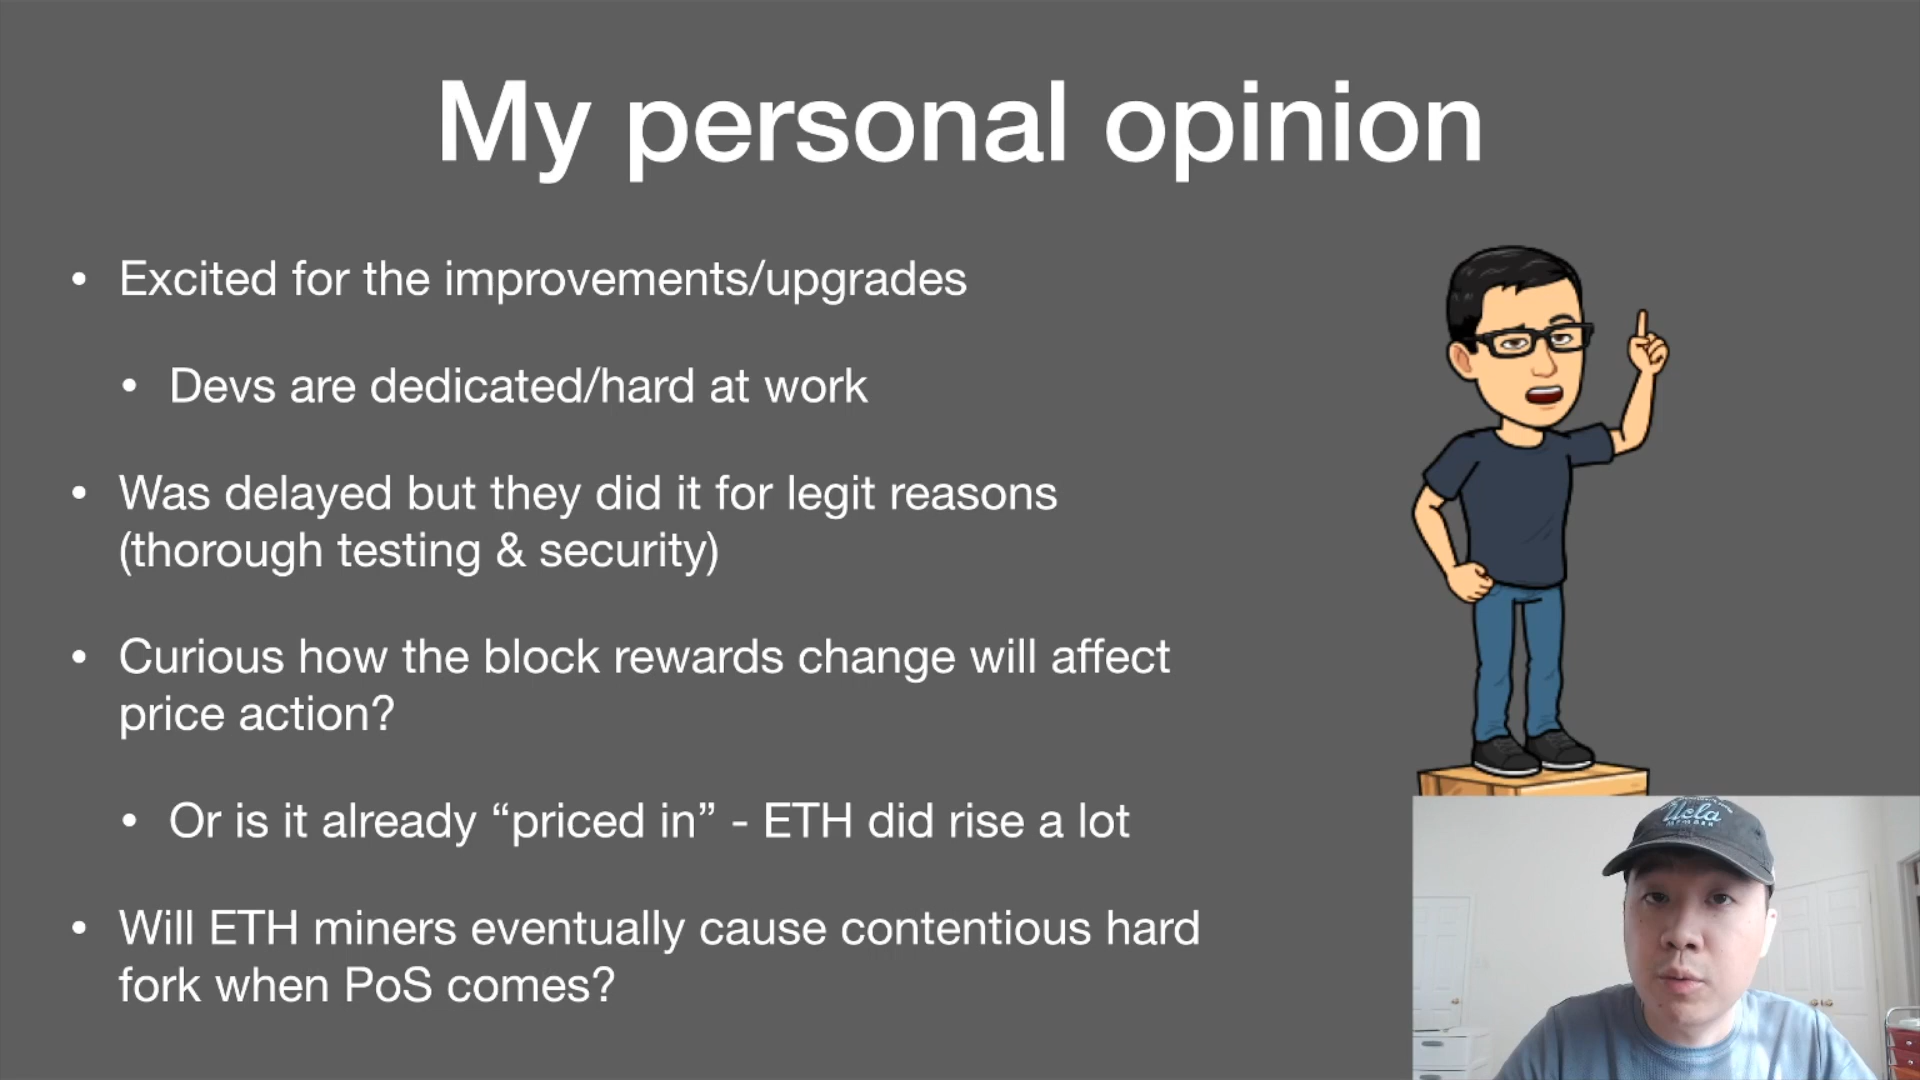 My personal opinion
• Excited for the improvements/upgrades
• Devs are dedicated/hard at work
• Was delayed but they did it for legit reasons
(thorough testing & security)
• Curious how the block rewards change will affect
price action?
• Or is it already “priced in” - ETH did rise a lot
• Will ETH miners eventually cause contentious hard
fork when PoS comes?
Ucla